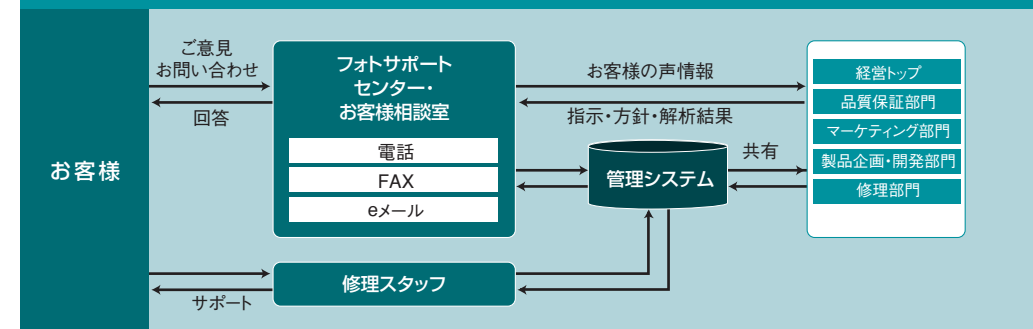 お客様
ご意見
お問い合わせ
回答
サポート
フォトサポート
センター・
お客様相談室
電話
FAX
eメール
修理スタッフ
お客様の声情報
指示・方針・解析結果
管理システム
共有
経営トップ
品質保証部門
マーケティング部門
製品企画・開発部門
修理部門